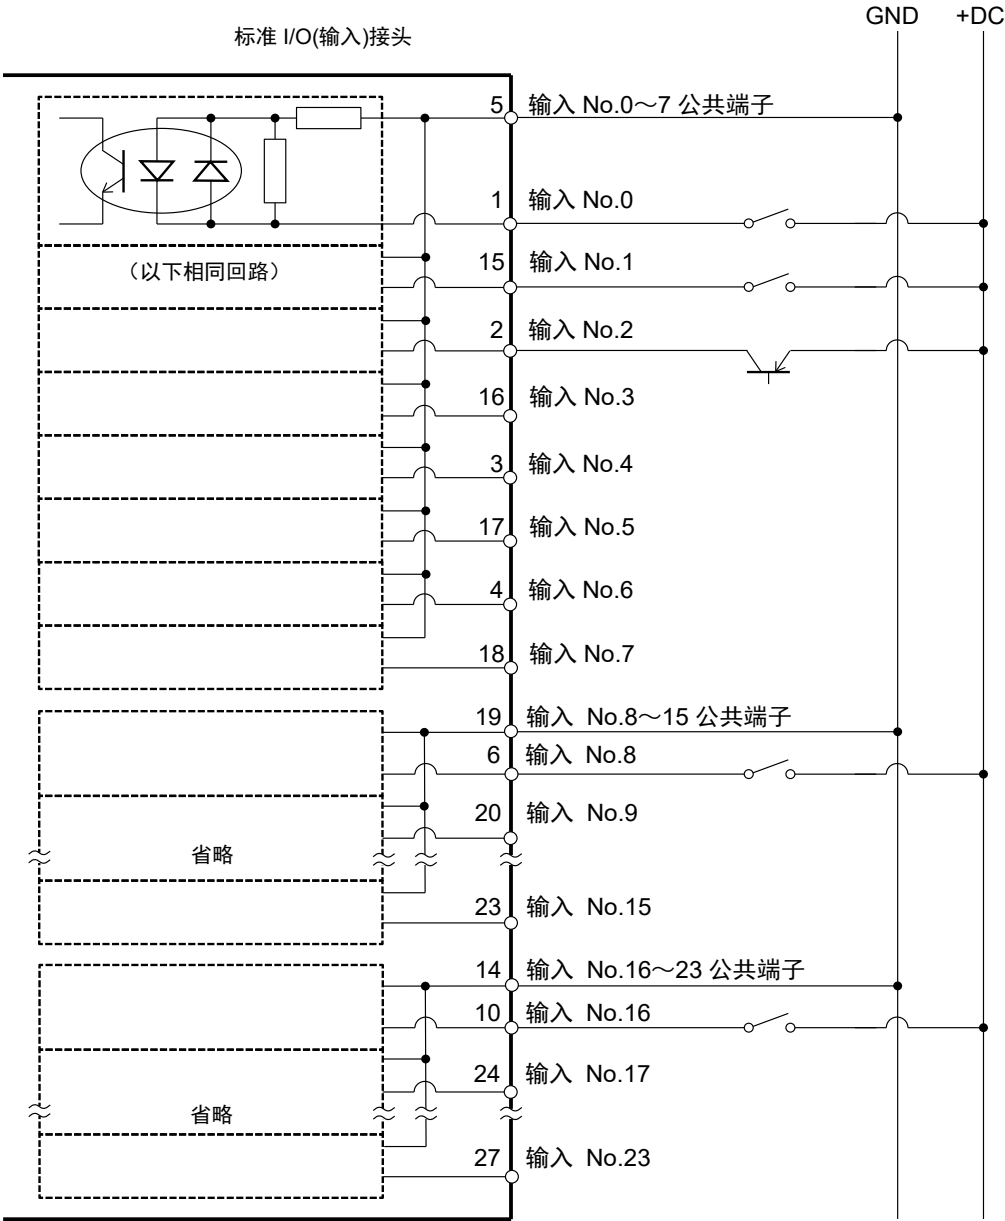 GND +DC
标准 I/O(输入)接头
5 输入 No.0～7 公共端子
1 输入 No.0
（以下相同回路）
15 输入 No.1
2 输入 No.2
16 输入 No.3
3 输入 No.4
17 输入 No.5
4 输入 No.6
18 输入 No.7
19 输入 No.8～15 公共端子
6 输入 No.8
20 输入 No.9
省略
23 输入 No.15
14 输入 No.16～23 公共端子
10 输入 No.16
24 输入 No.17
省略
27 输入 No.23